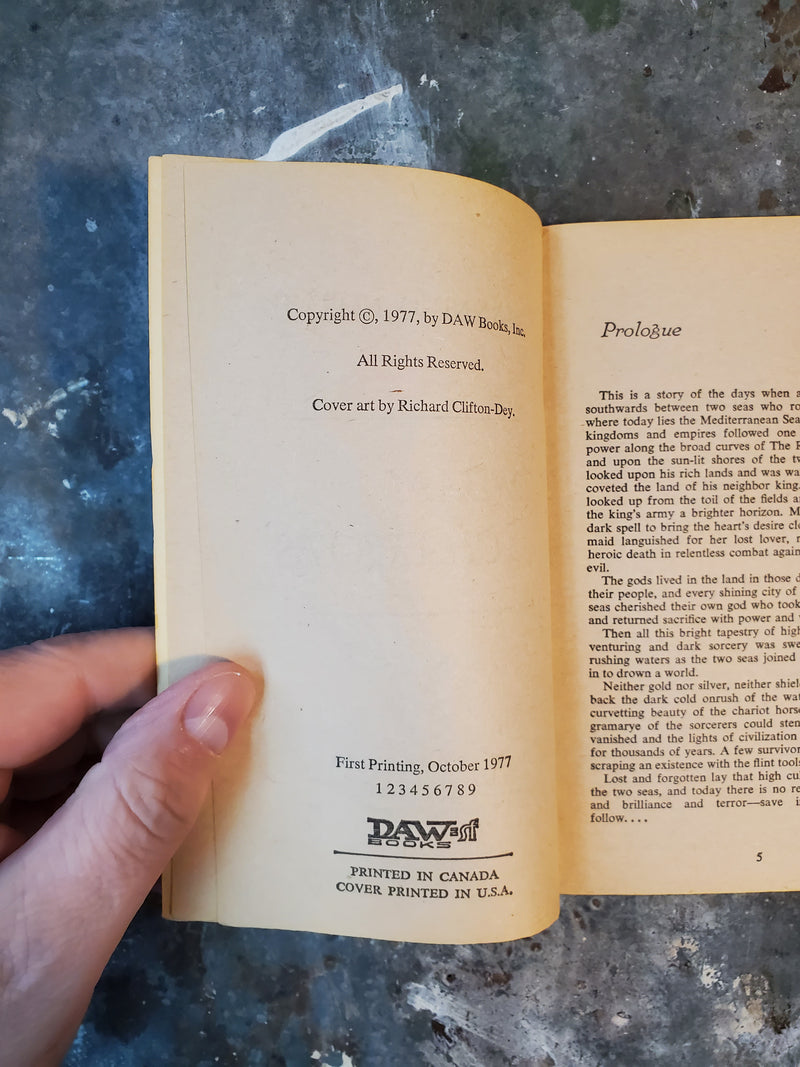 Copyright ©, 1977, by DAW Books, Inc.
All Rights Reserved.
Cover art by Richard Clifton-Dey.
First Printing, October 1977
1 2 3 4 5 6 7 8 9
DAW sf
BOOKS
PRINTED IN CANADA
COVER PRINTED IN U.S.A.
Prologue
This is a story of the days when
southwards between two seas who
where today lies the Mediterranean Sea
kingdoms and empires followed one
power along the broad curves of The
and upon the sun-lit shores of the
looked upon his rich lands and was
coveted the land of his neighbor king.
looked up from the toil of the fields
the king's army a brighter horizon.
dark spell to bring the heart's desire
maid languished for her lost lover,
heroic death in relentless combat
evil.
The gods lived in the land in those
their people, and every shining city of
seas cherished their own god who took
and returned sacrifice with power and
Then all this bright tapestry of
venturing and dark sorcery was
rushing waters as the two seas joined
in to drown a world.
Neither gold nor silver, neither
back the dark cold onrush of the
curvetting beauty of the chariot
gramarye of the sorcerers could
vanished and the lights of civilization
for thousands of years. A few
scraping an existence with the flint
Lost and forgotten lay that high
the two seas, and today there is no
and brilliance and terror—save
follow. . . .
5